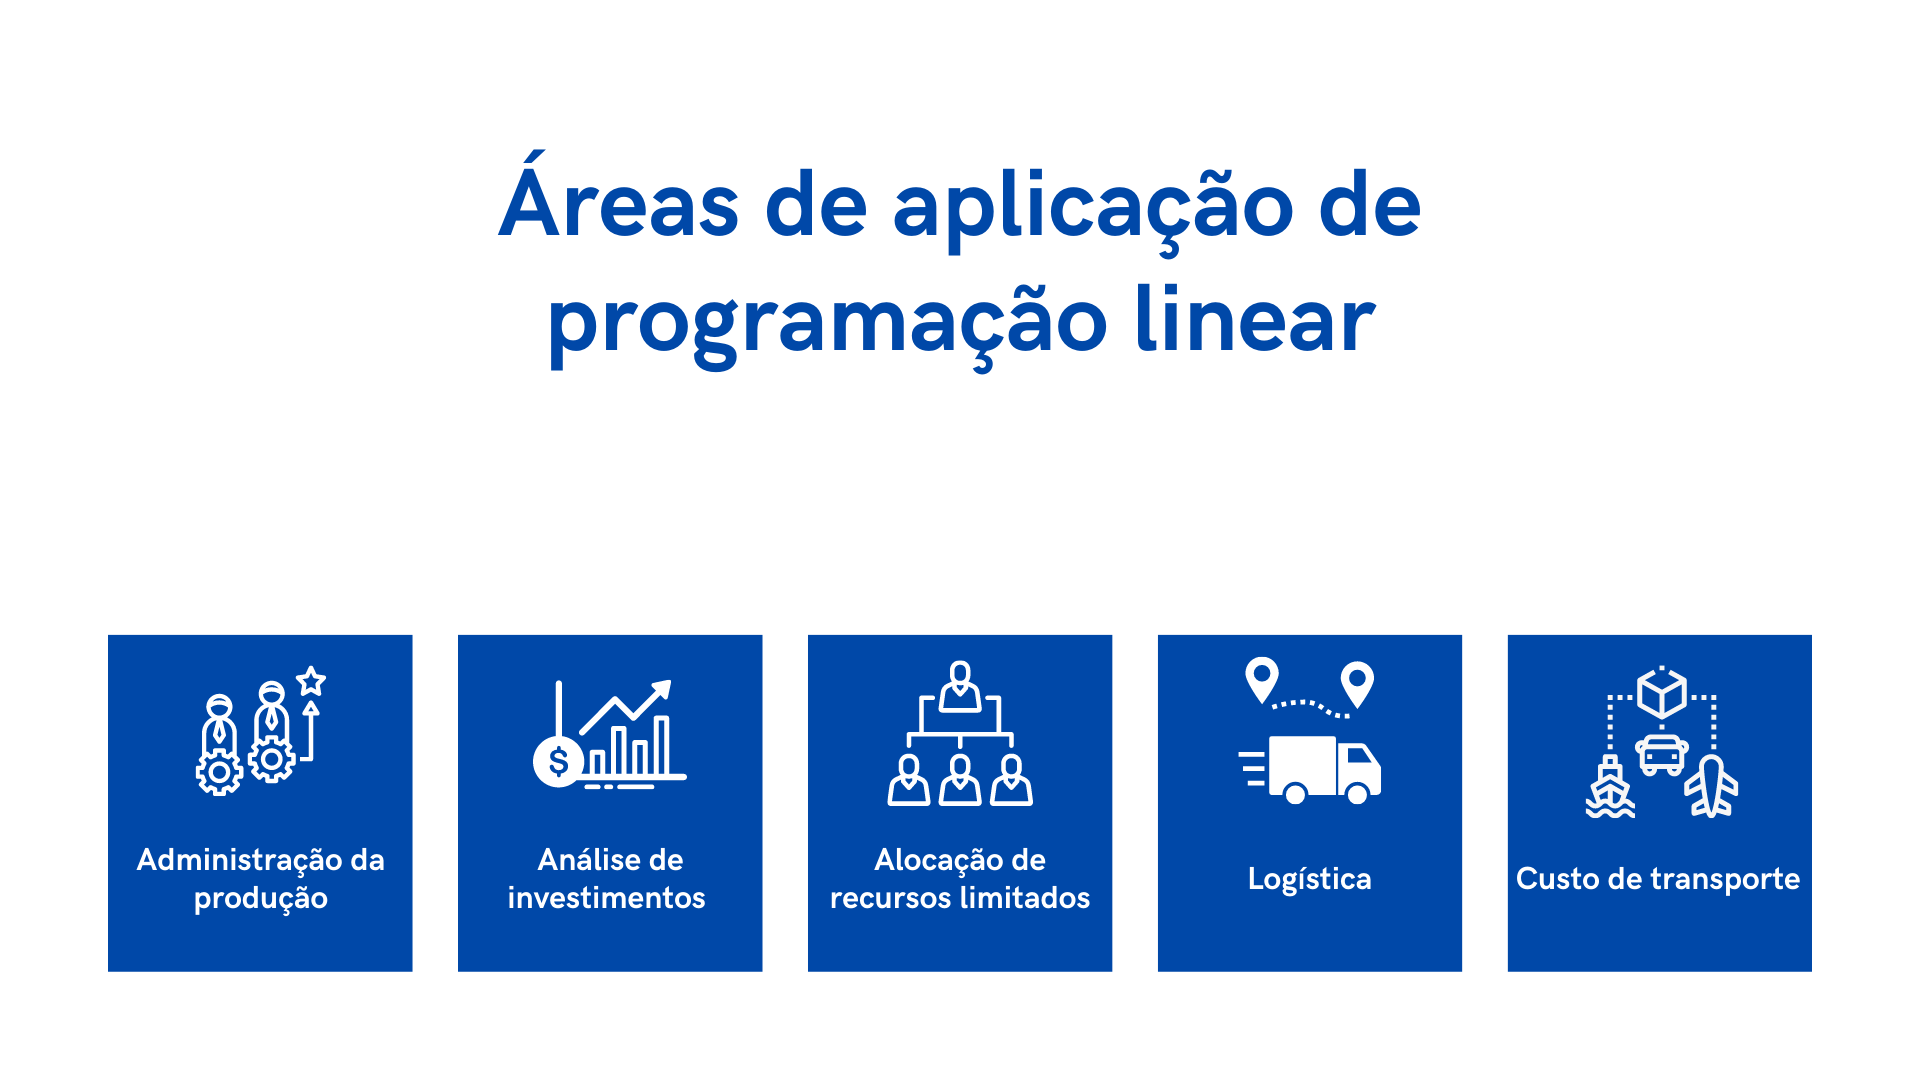 Áreas de aplicação de
programação linear
$
Administração da
produção
Análise de
investimentos
Alocação de
recursos limitados
Logística
Custo de transporte